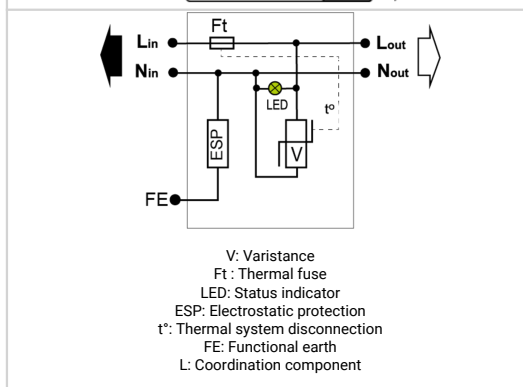 Ft
Lin
Lout
Nin
Nout
LED
t°
ESP
V
FE
V: Varistance
Ft : Thermal fuse
LED: Status indicator
ESP: Electrostatic protection
t°: Thermal system disconnection
FE: Functional earth
L: Coordination component